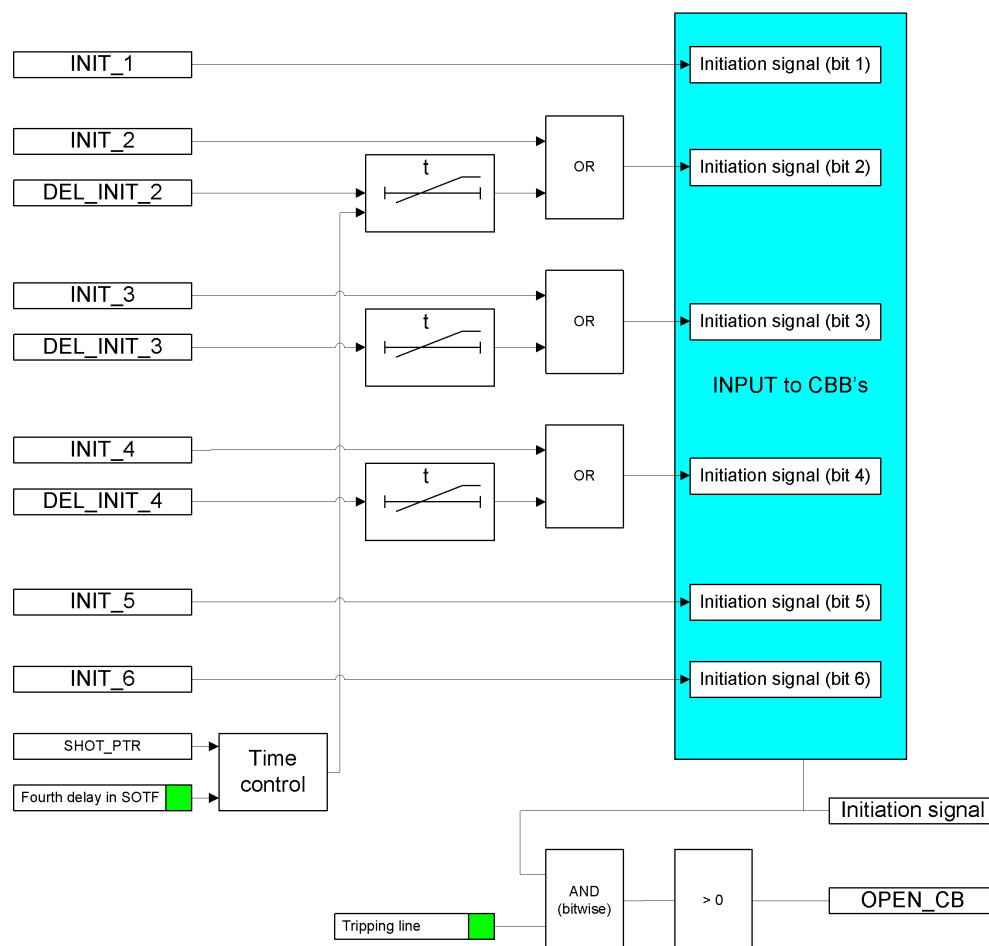 INIT_1
Initiation signal (bit 1)
INIT_2
OR
Initiation signal (bit 2)
t
DEL_INIT_2
INIT_3
OR
Initiation signal (bit 3)
t
DEL_INIT_3
INPUT to CBB's
INIT_4
OR
Initiation signal (bit 4)
t
DEL_INIT_4
INIT_5
Initiation signal (bit 5)
INIT_6
Initiation signal (bit 6)
SHOT_PTR
Time
control
Fourth delay in SOTF
Initiation signal
AND
(bitwise)
> 0
OPEN_CB
Tripping line